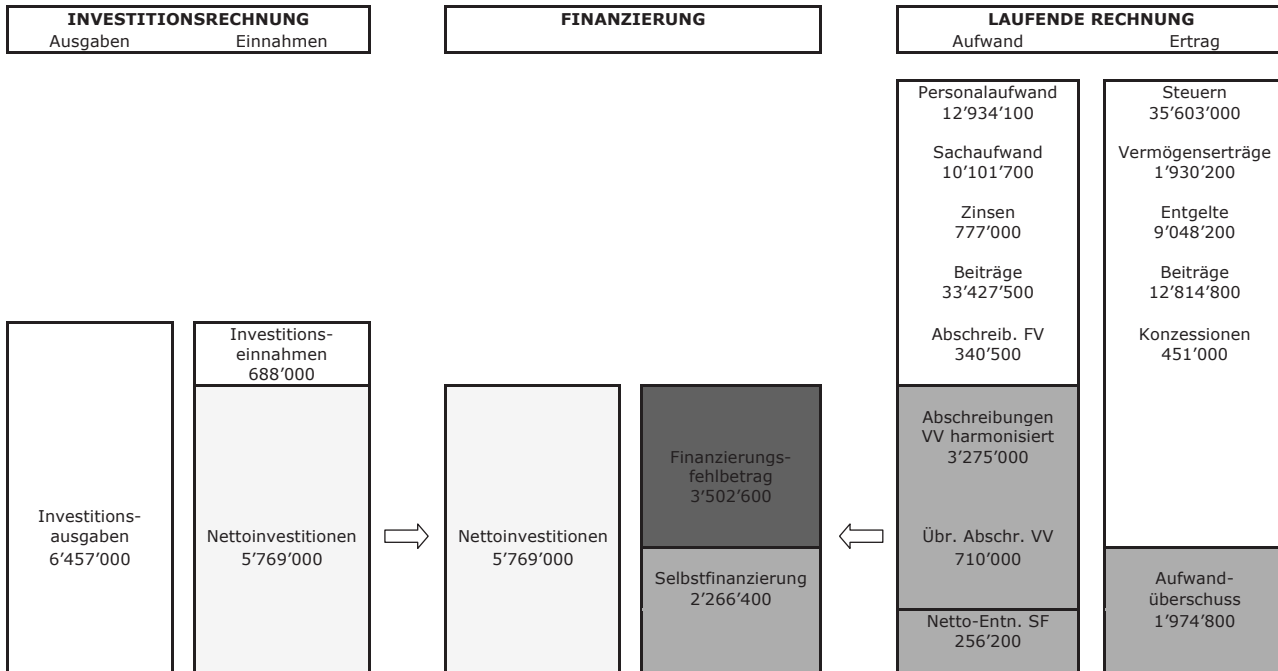 INVESTITIONSRECHNUNG
Ausgaben Einnahmen
FINANZIERUNG
LAUFENDE RECHNUNG
Aufwand Ertrag
Investitions-
ausgaben
6’457’000
Investitions-
einnahmen
688’000
Nettoinvestitionen
5’769’000
Nettoinvestitionen
5’769’000
Finanzierungs-
fehlbetrag
3’502’600
Selbstfinanzierung
2’266’400
Personalaufwand
12’934’100
Sachaufwand
10’101’700
Zinsen
777’000
Beiträge
33’427’500
Abschreib. FV
340’500
Abschreibungen
VV harmonisiert
3’275’000
Übr. Abschr. VV
710’000
Netto-Entn. SF
256’200
Steuern
35’603’000
Vermögenserträge
1’930’200
Entgelte
9’048’200
Beiträge
12’814’800
Konzessionen
451’000
Aufwand-
überschuss
1’974’800